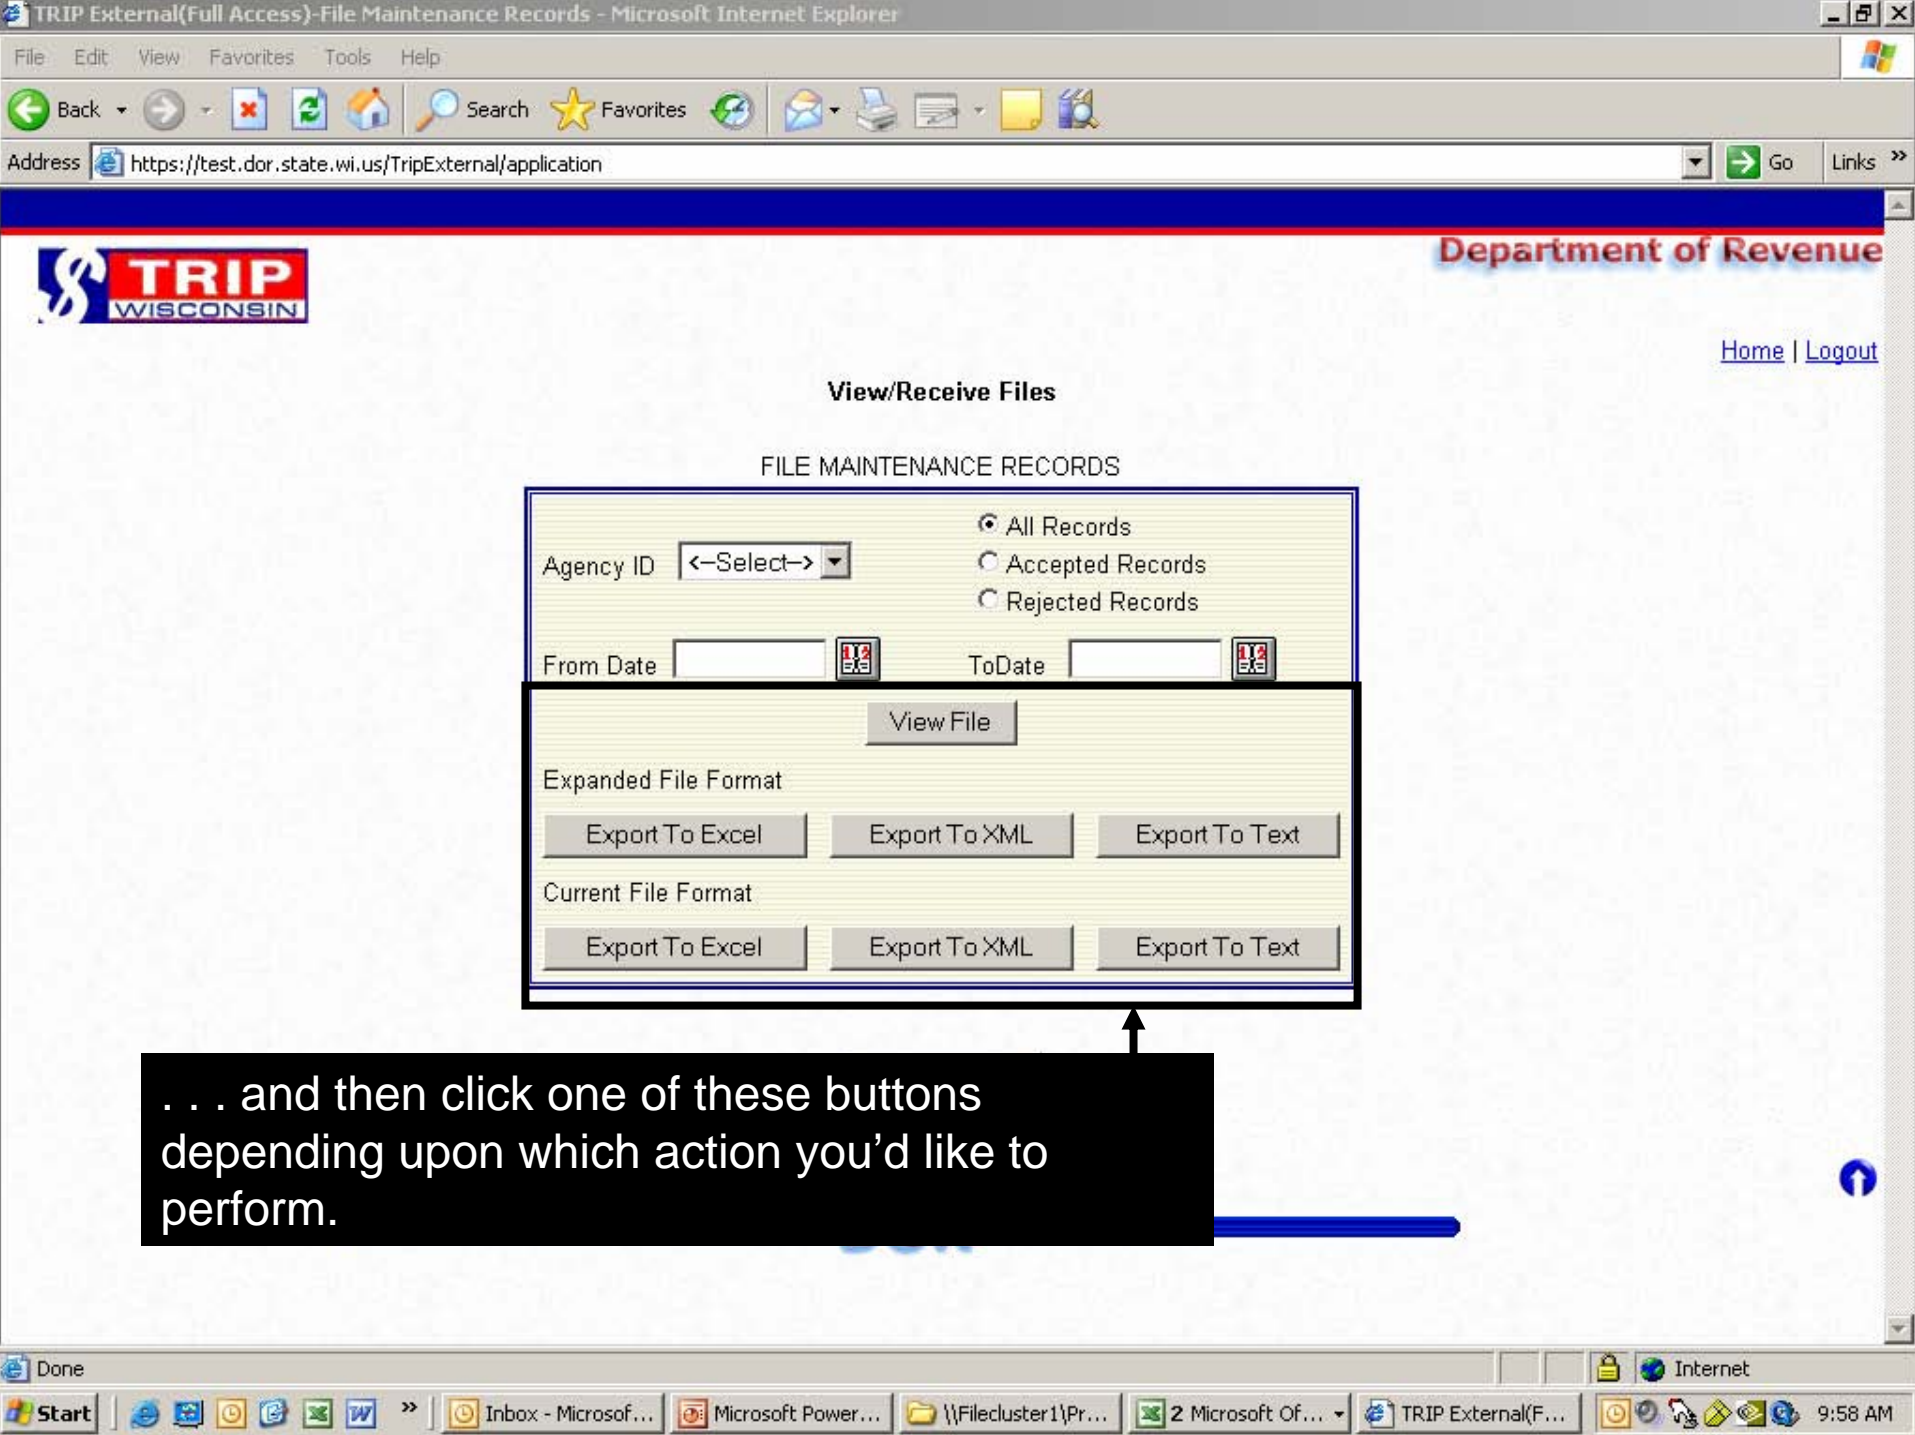 TRIP External(Full Access)-File Maintenance Records - Microsoft Internet Explorer
File Edit View Favorites Tools Help
Back Search Favorites
Address https://test.dor.state.wi.us/TripExternal/application Go Links »
Department of Revenue
TRIP
WISCONSIN
Home | Logout
View/Receive Files
FILE MAINTENANCE RECORDS
All Records
Agency ID <--Select--> Accepted Records
Rejected Records
From Date ToDate
View File
Expanded File Format
Export To Excel Export To XML Export To Text
Current File Format
Export To Excel Export To XML Export To Text
. . . and then click one of these buttons
depending upon which action you’d like to
perform.
Done Internet
Start » Inbox - Microsof... Microsoft Power... \\Filecluster1\Pr... 2 Microsoft Of... TRIP External(F... 9:58 AM